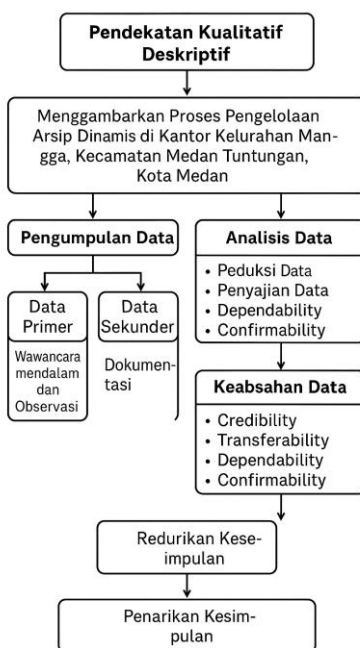 Pendekatan Kualitatif
Deskriptif
Menggambarkan Proses Pengelolaan
Arsip Dinamis di Kantor Kelurahan Man-
gga, Kecamatan Medan Tuntungan,
Kota Medan
Pengumpulan Data
Data
Primer
Wawancara
mendalam
dan
Observasi
Data
Sekunder
Dokumen-
tasi
Analisis Data
• Peduksi Data
• Penyajian Data
• Dependability
• Confirmability
Keabsahan Data
• Credibility
• Transferability
• Dependability
• Confirmability
Redurikan Kese-
impulan
Penarikan Kesim-
pulan